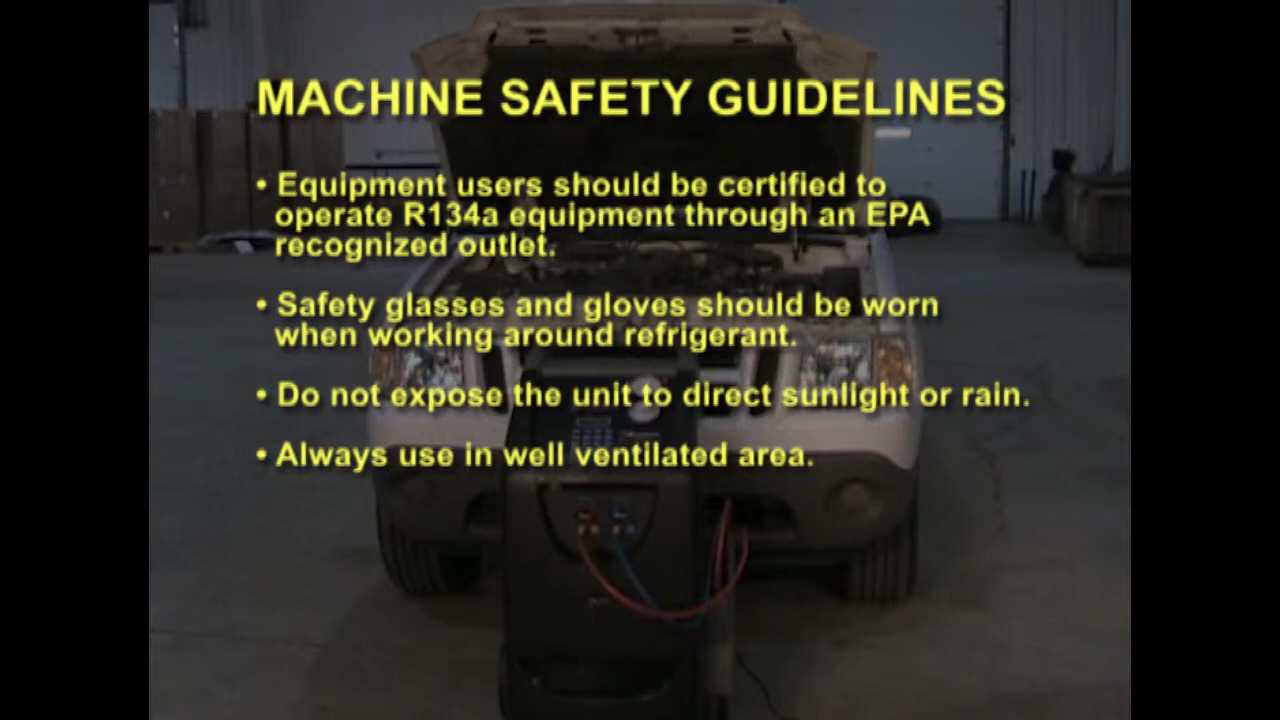 MACHINE SAFETY GUIDELINES
• Equipment users should be certified to
operate R134a equipment through an EPA
recognized outlet.
• Safety glasses and gloves should be worn
when working around refrigerant.
• Do not expose the unit to direct sunlight or rain.
• Always use in well ventilated area.